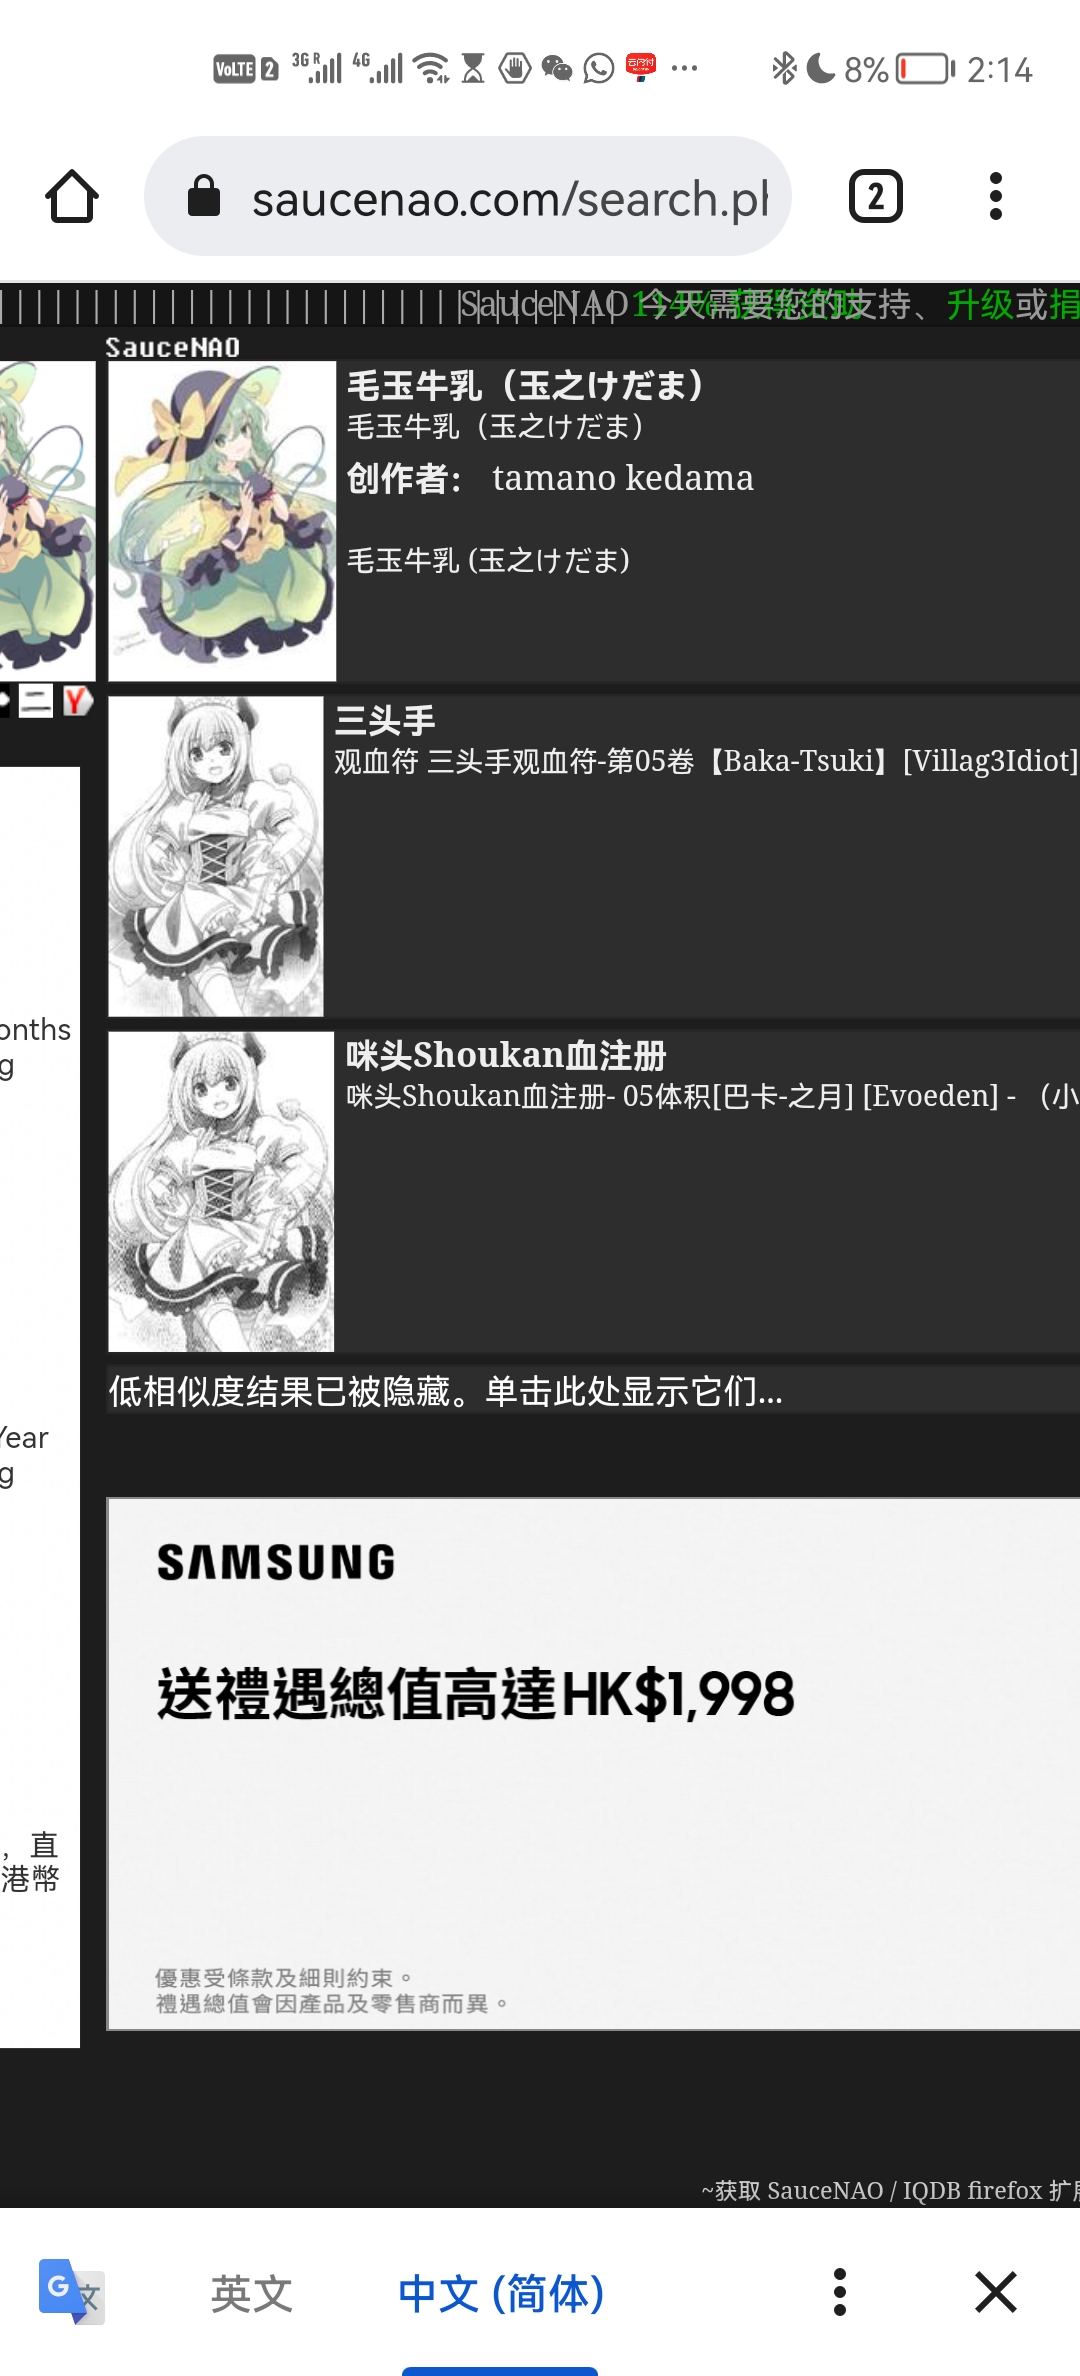 VoLTE 2 3G R 4G 云闪付 8% 2:14
saucenao.com/search.ph
2
SauceNAO 今天需要您的支持、升级或捐
SauceNAO
毛玉牛乳（玉之けだま）
毛玉牛乳（玉之けだま）
创作者： tamano kedama
毛玉牛乳 (玉之けだま)
三头手
观血符 三头手观血符-第05卷【Baka-Tsuki】[Villag3Idiot]
咪头Shoukan血注册
咪头Shoukan血注册- 05体积[巴卡-之月] [Evoeden] - （小
onths
g
低相似度结果已被隐藏。单击此处显示它们...
Year
g
SAMSUNG
送禮遇總值高達HK$1,998
，直
港幣
優惠受條款及細則約束。
禮遇總值會因產品及零售商而異。
~获取 SauceNAO / IQDB firefox 扩展
英文 中文 (简体)